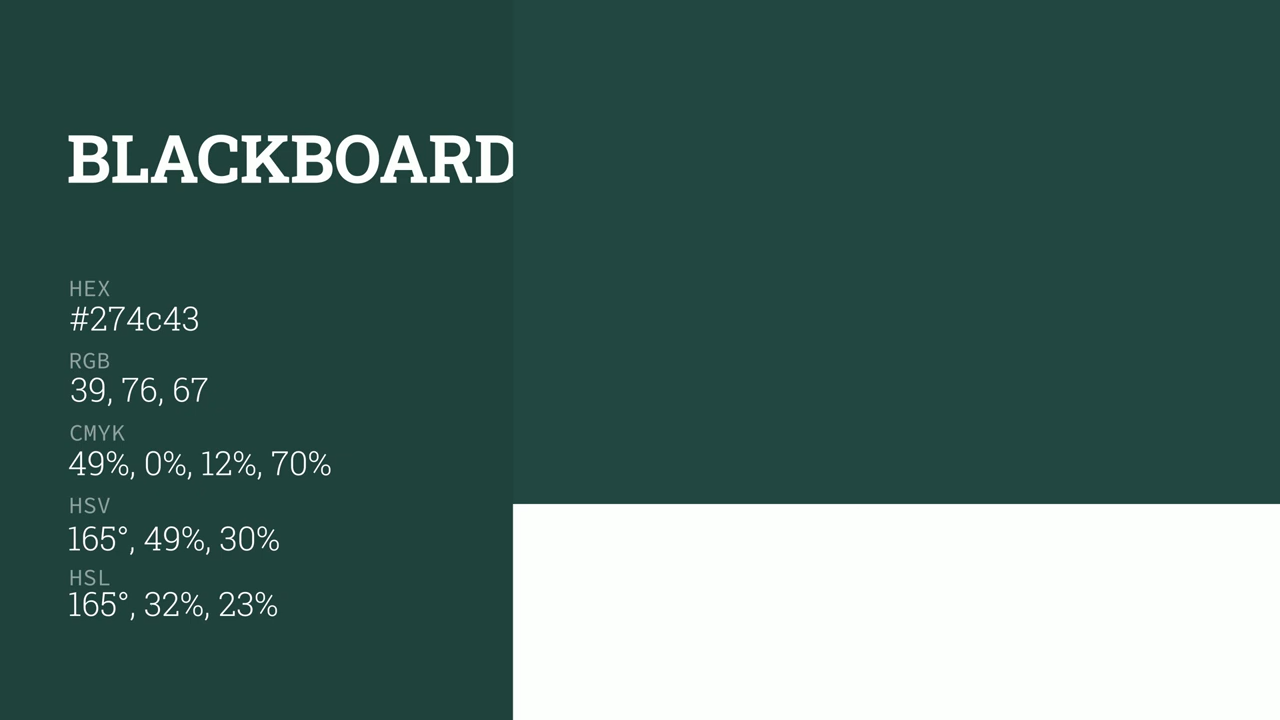 BLACKBOARD
HEX
#274c43
RGB
39, 76, 67
CMYK
49%, 0%, 12%, 70%
HSV
165°, 49%, 30%
HSL
165°, 32%, 23%